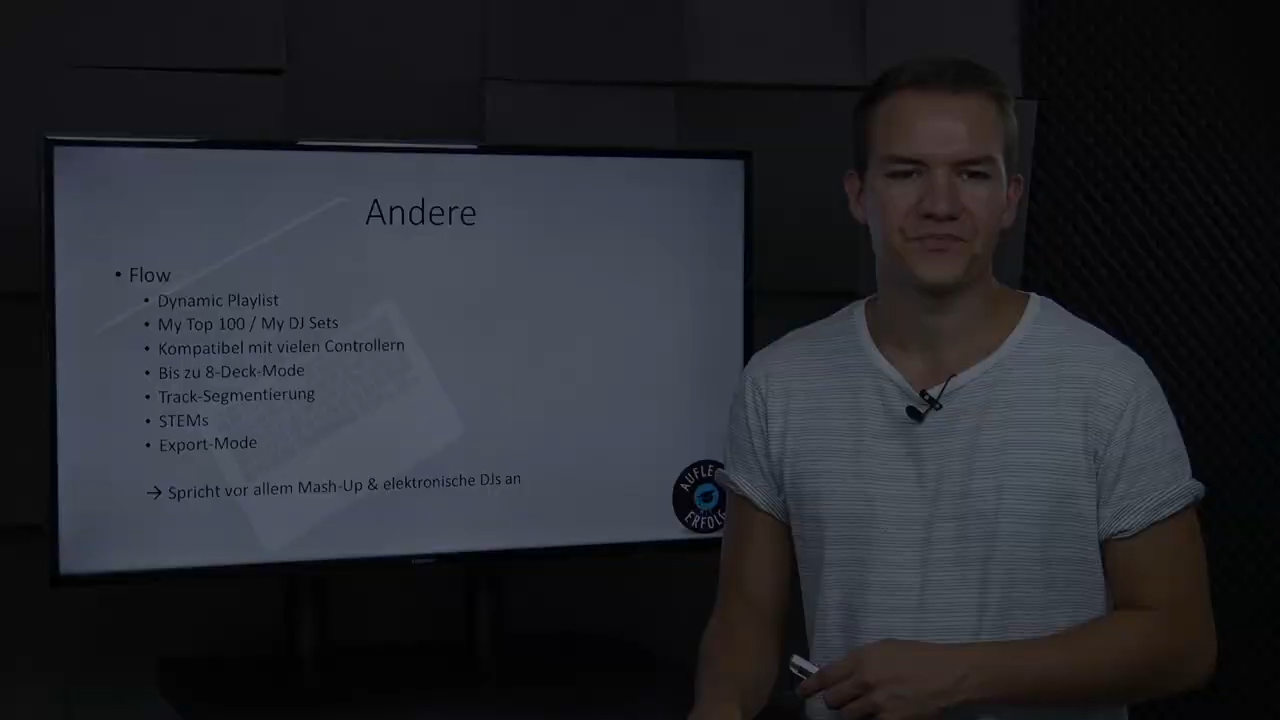 Andere
• Flow
• Dynamic Playlist
• My Top 100 / My DJ Sets
• Kompatibel mit vielen Controllern
• Bis zu 8-Deck-Mode
• Track-Segmentierung
• STEMs
• Export-Mode
→ Spricht vor allem Mash-Up & elektronische DJs an
ERFOLG